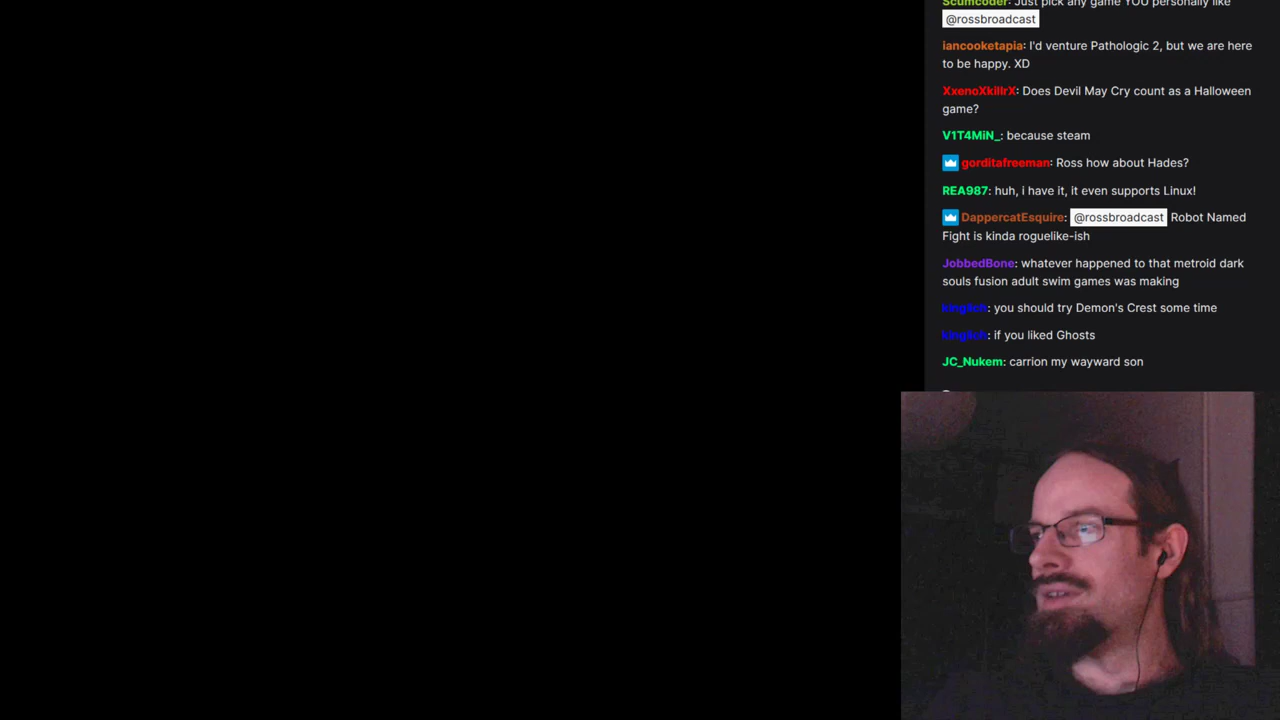 Scumcoder: Just pick any game YOU personally like
@rossbroadcast
iancooketapia: I'd venture Pathologic 2, but we are here
to be happy. XD
XxenoXkillrX: Does Devil May Cry count as a Halloween
game?
V1T4MiN_: because steam
gorditafreeman: Ross how about Hades?
REA987: huh, i have it, it even supports Linux!
DappercatEsquire: @rossbroadcast Robot Named
Fight is kinda roguelike-ish
JobbedBone: whatever happened to that metroid dark
souls fusion adult swim games was making
: you should try Demon's Crest some time
: if you liked Ghosts
JC_Nukem: carrion my wayward son